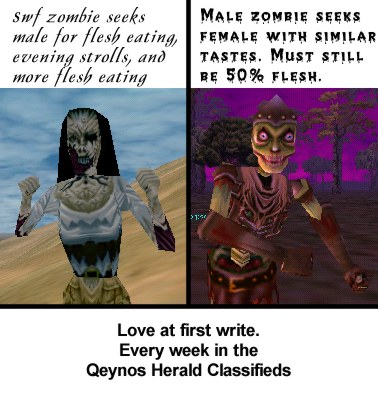 swf zombie seeks
male for flesh eating,
evening strolls, and
more flesh eating
Male zombie seeks
female with similar
tastes. Must still
be 50% flesh.
Love at first write.
Every week in the
Qeynos Herald Classifieds